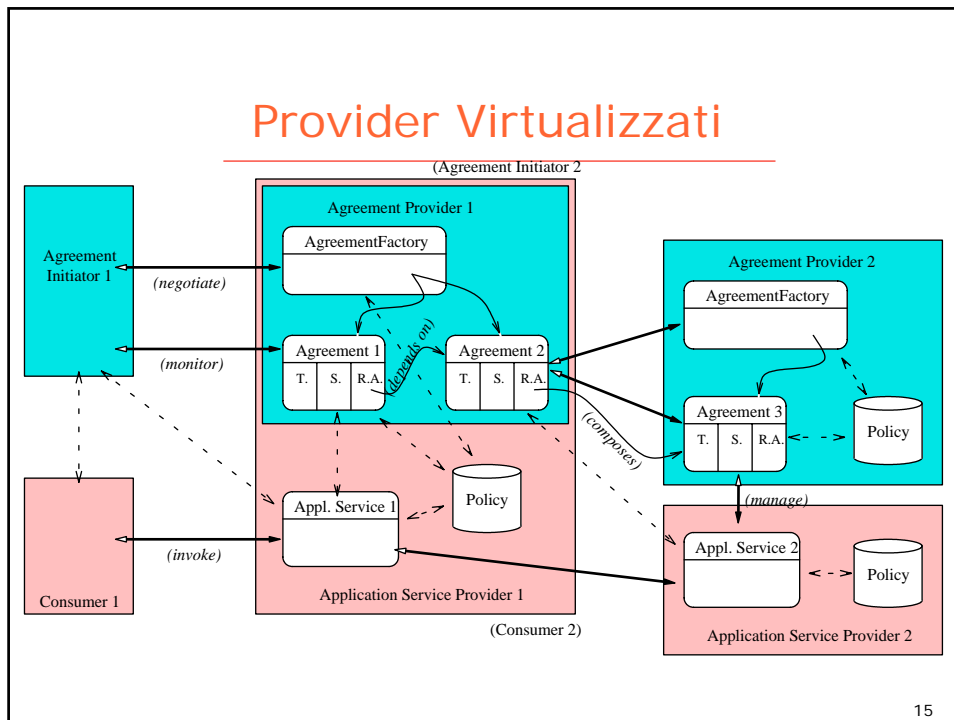 Provider Virtualizzati
(Agreement Initiator 2
Agreement Provider 1
AgreementFactory
Agreement
Initiator 1
(negotiate)
(monitor)
Agreement 1
T. S. R.A.
(depends on)
Agreement 2
T. S. R.A.
(composes)
Agreement Provider 2
AgreementFactory
Agreement 3
T. S. R.A.
Policy
(manage)
Policy
Appl. Service 1
(invoke)
Consumer 1
Application Service Provider 1
(Consumer 2)
Appl. Service 2
Policy
Application Service Provider 2
15